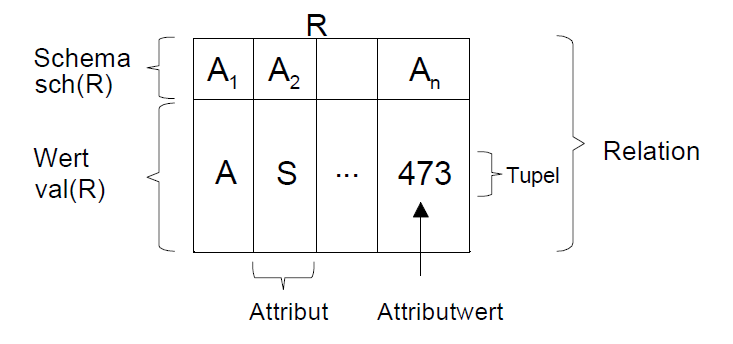 R
Schema
sch(R)
A1 A2 An
Wert
val(R)
A S ... 473
Tupel
Relation
Attribut
Attributwert